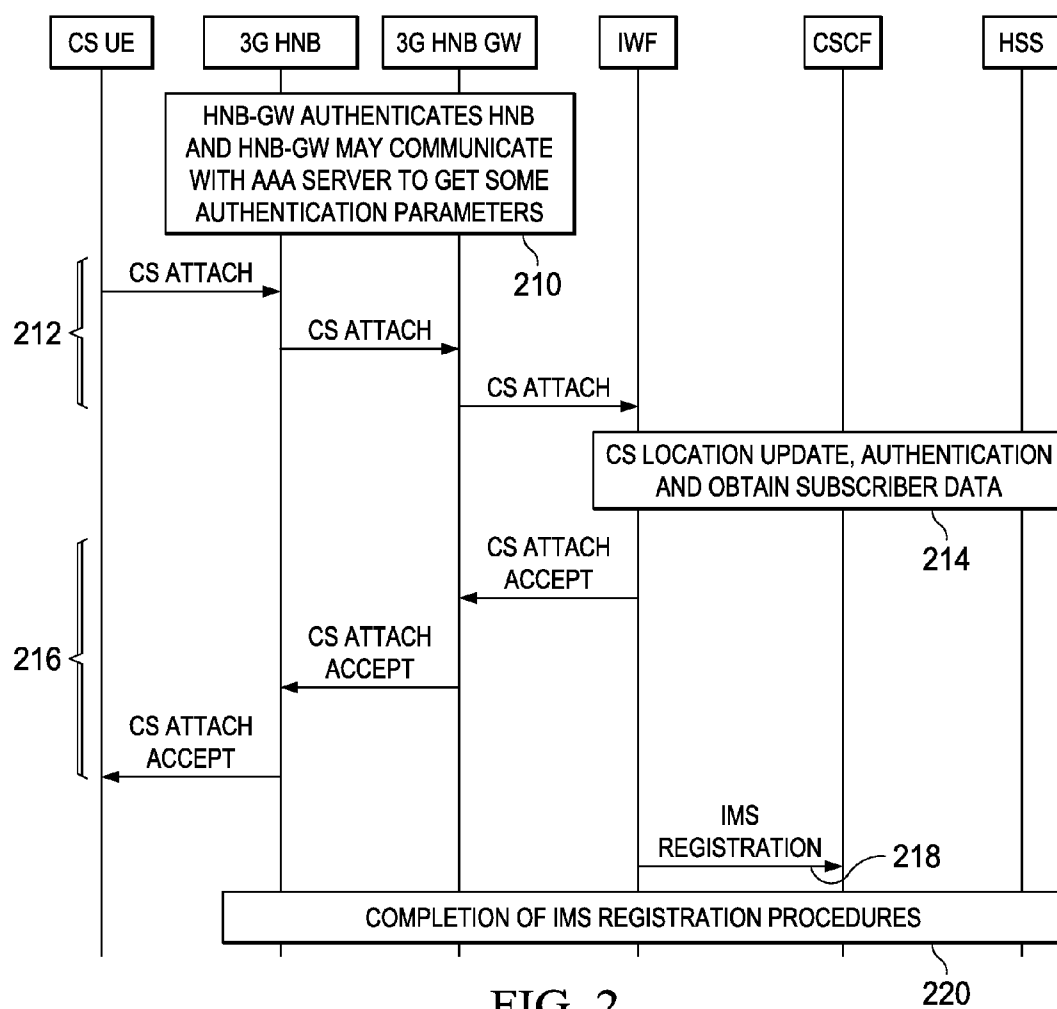 CS UE
3G HNB
3G HNB GW
IWF
CSCF
HSS
HNB-GW AUTHENTICATES HNB
AND HNB-GW MAY COMMUNICATE
WITH AAA SERVER TO GET SOME
AUTHENTICATION PARAMETERS
210
CS ATTACH
212
CS ATTACH
CS ATTACH
CS LOCATION UPDATE, AUTHENTICATION
AND OBTAIN SUBSCRIBER DATA
214
CS ATTACH
ACCEPT
216
CS ATTACH
ACCEPT
CS ATTACH
ACCEPT
IMS
REGISTRATION
218
COMPLETION OF IMS REGISTRATION PROCEDURES
220
FIG. 2